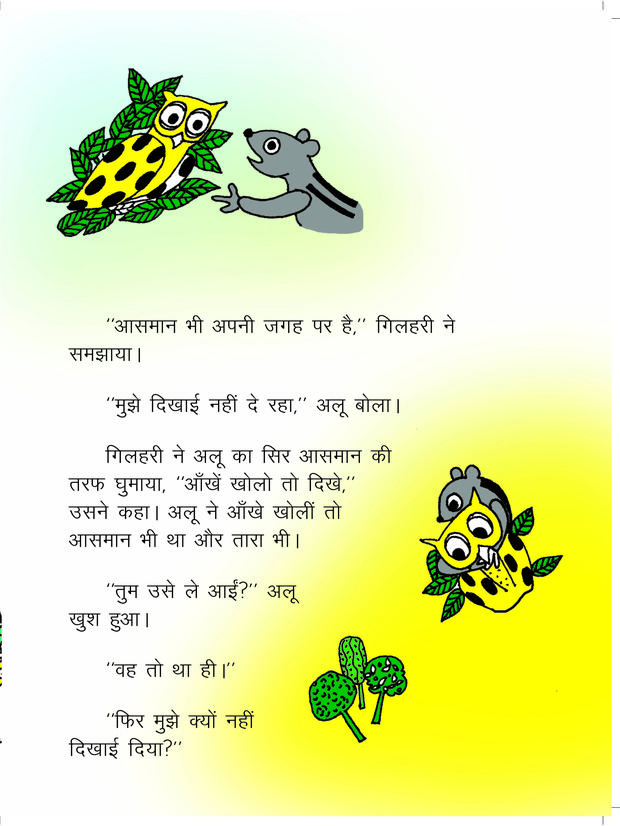 ''आसमान भी अपनी जगह पर है,'' गिलहरी ने
समझाया।
''मुझे दिखाई नहीं दे रहा,'' अलू बोला।
गिलहरी ने अलू का सिर आसमान की
तरफ घुमाया, ''आँखें खोलो तो दिखे,''
उसने कहा। अलू ने आँखे खोलीं तो
आसमान भी था और तारा भी।
''तुम उसे ले आईं?'' अलू
खुश हुआ।
''वह तो था ही।''
''फिर मुझे क्यों नहीं
दिखाई दिया?''